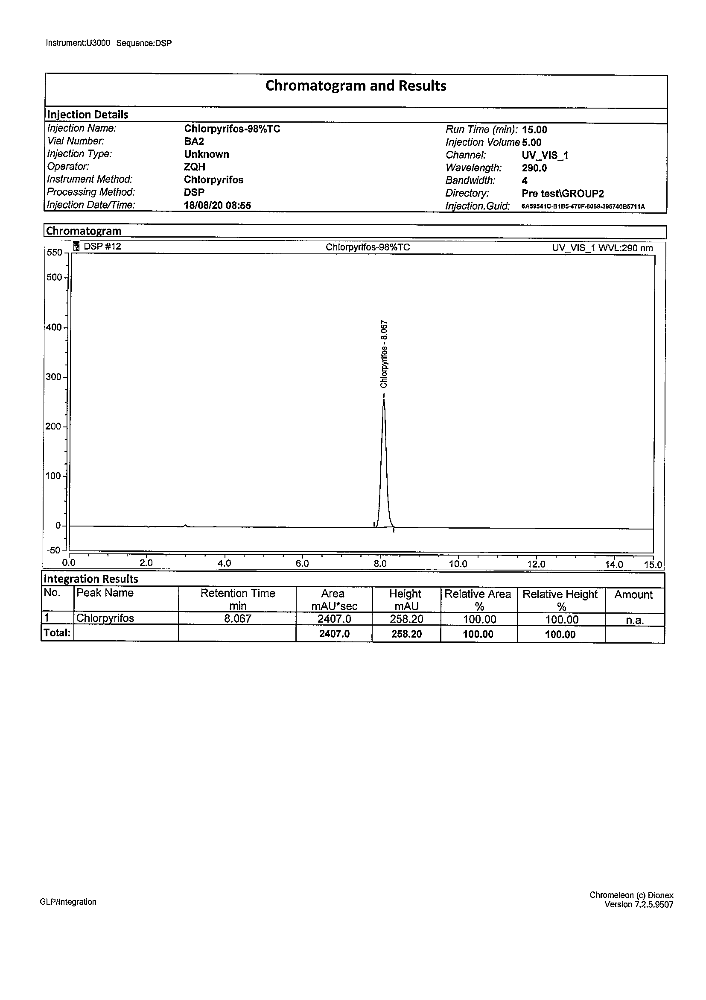 Instrument:U3000 Sequence:DSP
Chromatogram and Results
Injection Details
Injection Name: Chlorpyrifos-98%TC Run Time (min): 15.00
Vial Number: BA2 Injection Volume 5.00
Injection Type: Unknown Channel: UV_VIS_1
Operator: ZQH Wavelength: 290.0
Instrument Method: Chlorpyrifos Bandwidth: 4
Processing Method: DSP Directory: Pre test\GROUP2
Injection Date/Time: 18/08/20 08:55 Injection.Guid: 6A59541C-B1B5-470F-8069-395740B5711A
Chromatogram
DSP #12 Chlorpyrifos-98%TC UV_VIS_1 WVL:290 nm
550
500
400
300
200
100
0
-50
Chlorpyrifos - 8.067
0.0 2.0 4.0 6.0 8.0 10.0 12.0 14.0 15.0
Integration Results
No. Peak Name Retention Time Area Height Relative Area Relative Height Amount
min mAU*sec mAU % %
1 Chlorpyrifos 8.067 2407.0 258.20 100.00 100.00 n.a.
Total: 2407.0 258.20 100.00 100.00
GLP/Integration
Chromeleon (c) Dionex
Version 7.2.5.9507